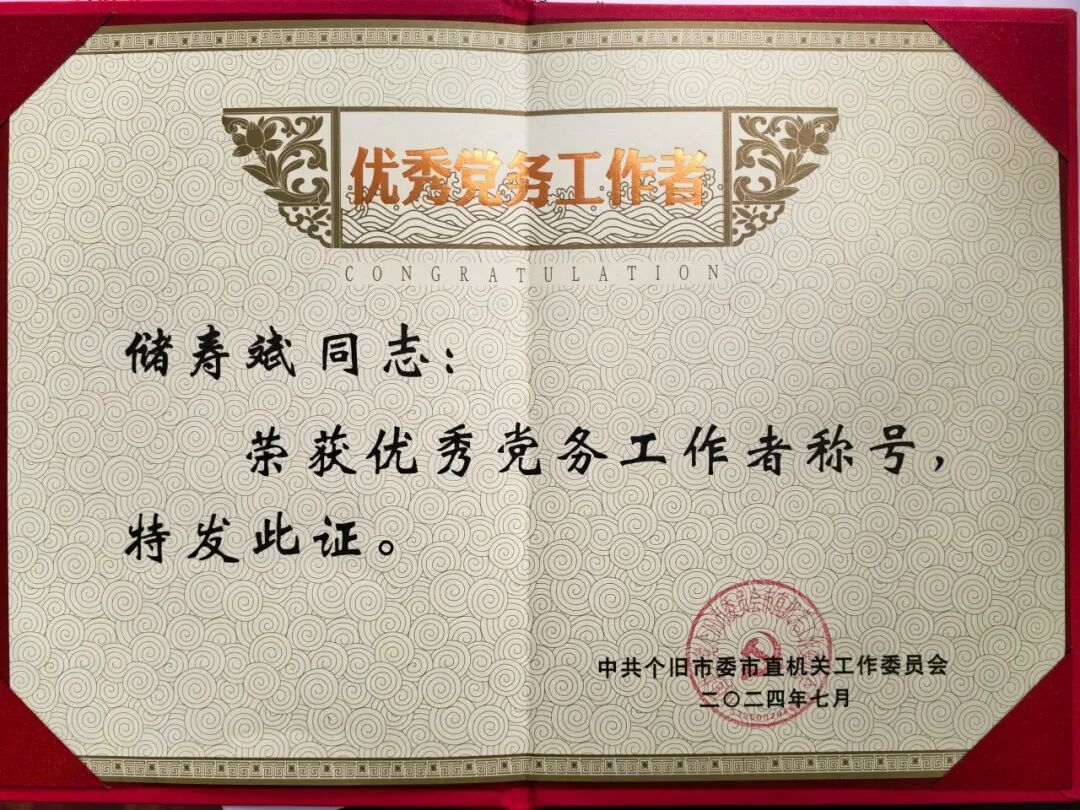 优秀党务工作者
CONGRATULATION
储寿斌同志：
荣获优秀党务工作者称号，
特发此证。
中共个旧市委市直机关工作委员会
二〇二四年七月